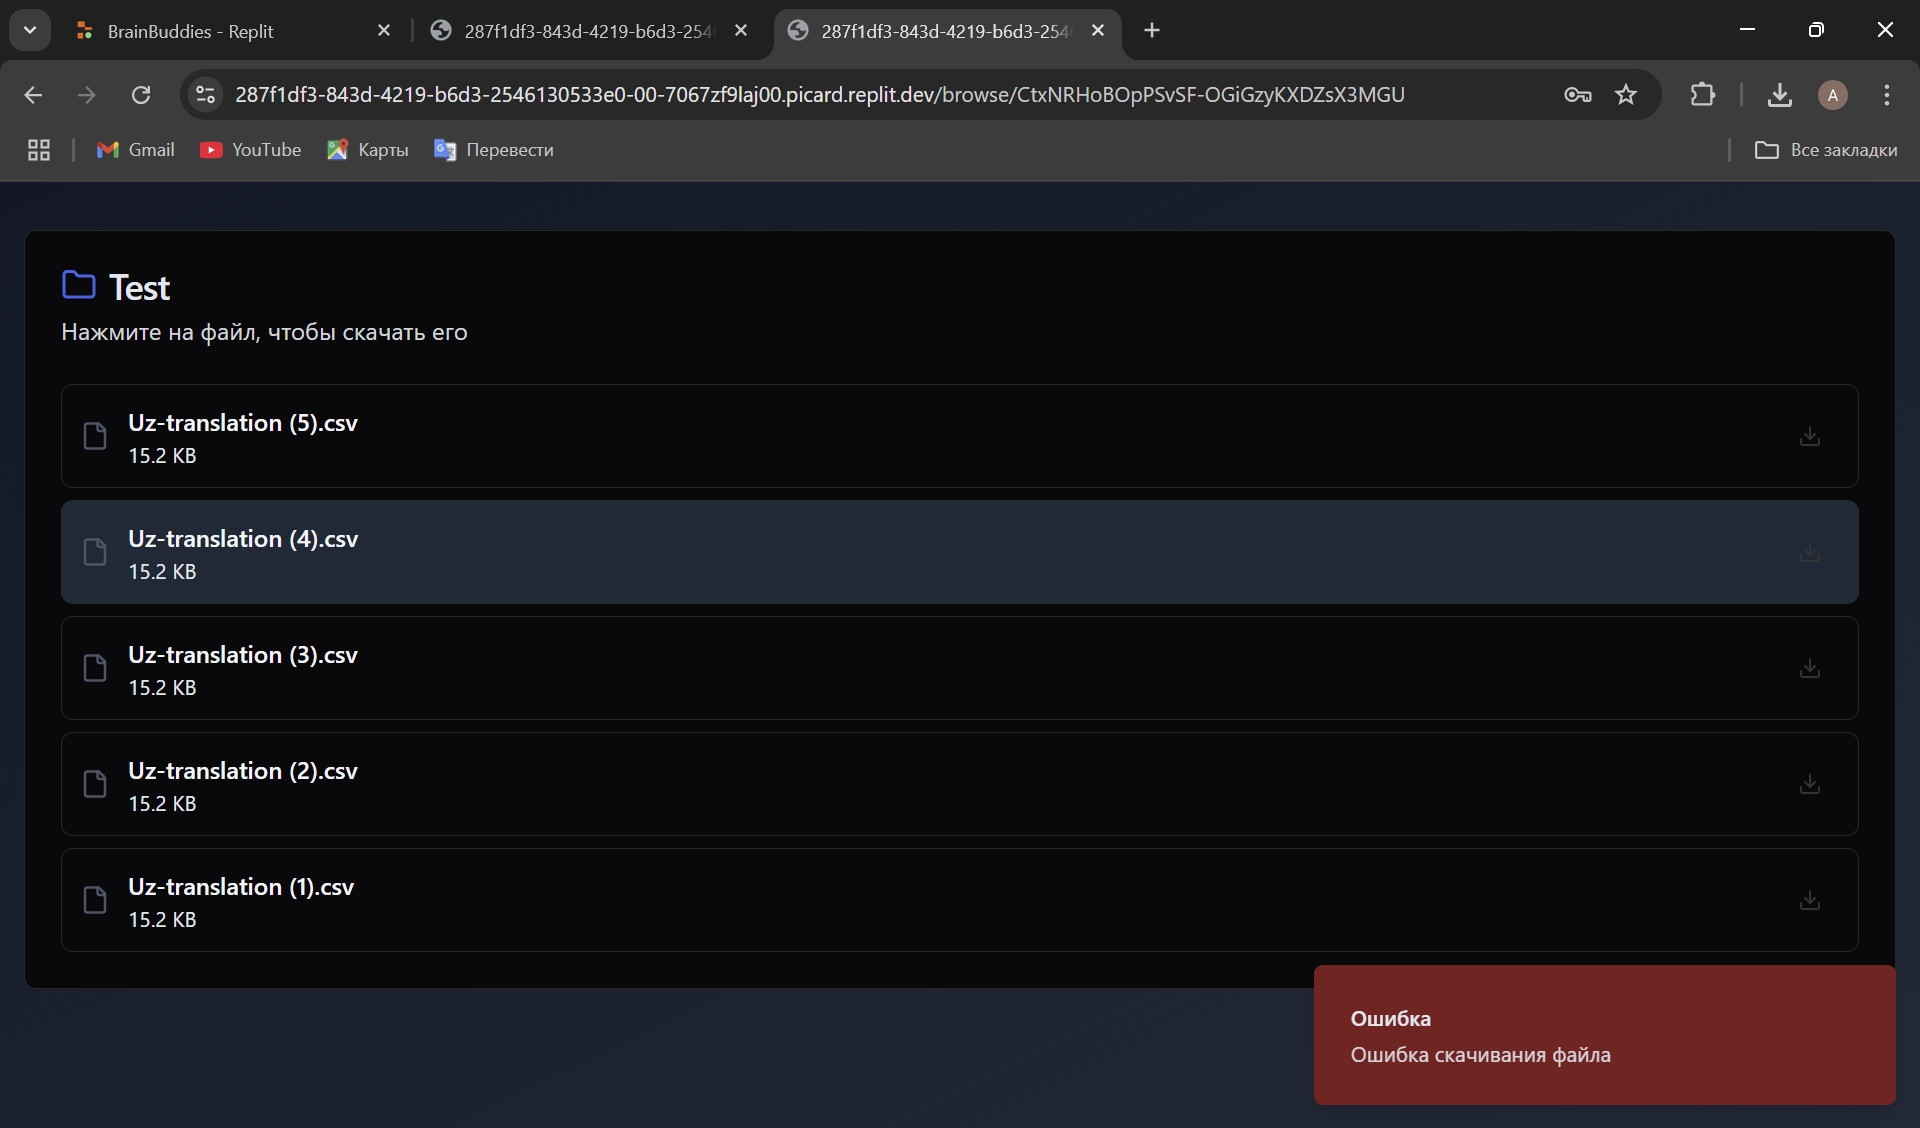 BrainBuddies - Replit
287f1df3-843d-4219-b6d3-254
287f1df3-843d-4219-b6d3-254
287f1df3-843d-4219-b6d3-2546130533e0-00-7067zf9laj00.picard.replit.dev/browse/CtxNRHoBOpPSvSF-OGiGzyKXDZsX3MGU
A
Gmail
YouTube
Карты
Перевести
Все закладки
Test
Нажмите на файл, чтобы скачать его
Uz-translation (5).csv
15.2 KB
Uz-translation (4).csv
15.2 KB
Uz-translation (3).csv
15.2 KB
Uz-translation (2).csv
15.2 KB
Uz-translation (1).csv
15.2 KB
Ошибка
Ошибка скачивания файла